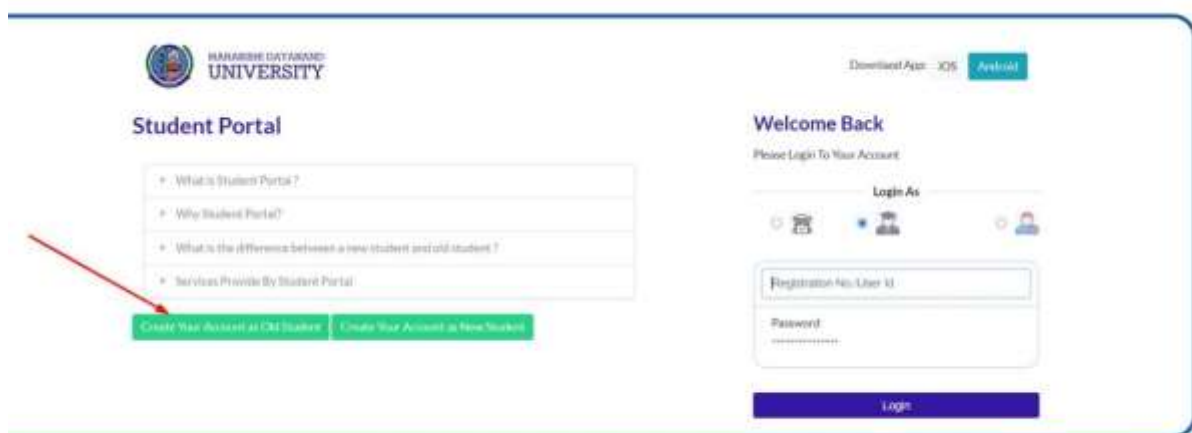 MAHARSHI DAYANAND
UNIVERSITY
Download App: iOS Android
Student Portal
What is Student Portal ?
Why Student Portal?
What is the difference between a new student and old student ?
Services Provide By Student Portal
Create Your Account as Old Student
Create Your Account as New Student
Welcome Back
Please Login To Your Account
Login As
Registration No./User Id
Password
Login